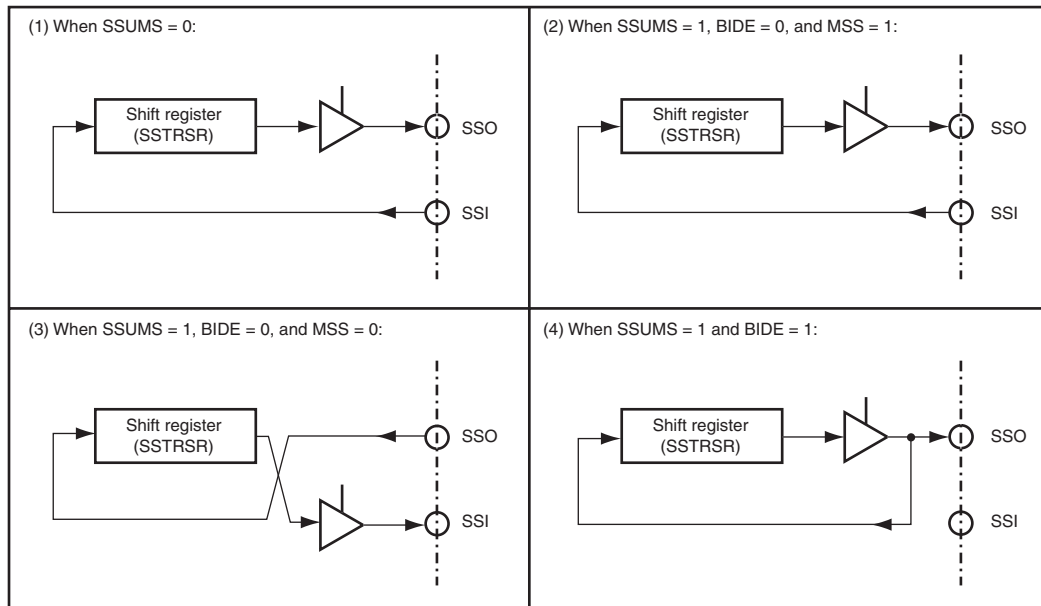 (1) When SSUMS = 0:
Shift register
(SSTRSR)
SSO
SSI
(2) When SSUMS = 1, BIDE = 0, and MSS = 1:
Shift register
(SSTRSR)
SSO
SSI
(3) When SSUMS = 1, BIDE = 0, and MSS = 0:
Shift register
(SSTRSR)
SSO
SSI
(4) When SSUMS = 1 and BIDE = 1:
Shift register
(SSTRSR)
SSO
SSI